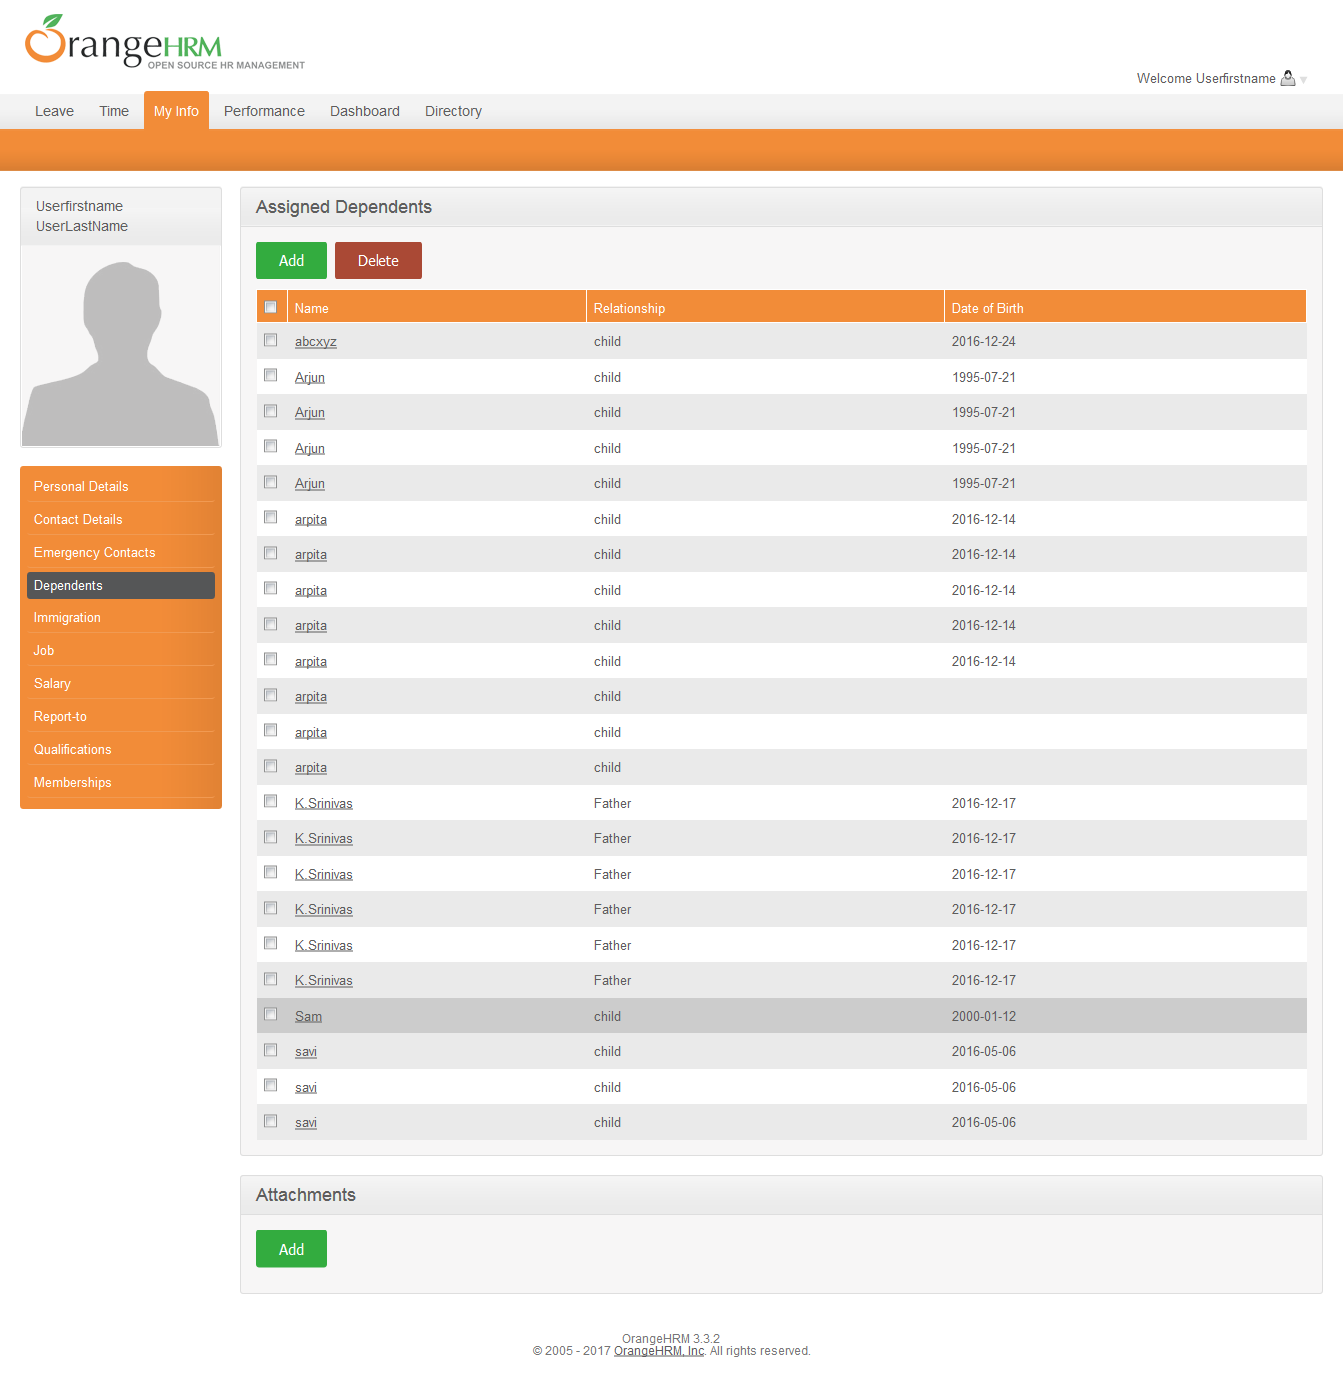 OrangeHRM
OPEN SOURCE HR MANAGEMENT
Welcome Userfirstname
Leave Time My Info Performance Dashboard Directory
Userfirstname
UserLastName
Personal Details
Contact Details
Emergency Contacts
Dependents
Immigration
Job
Salary
Report-to
Qualifications
Memberships
Assigned Dependents
Add Delete
Name Relationship Date of Birth
abcxyz child 2016-12-24
Arjun child 1995-07-21
Arjun child 1995-07-21
Arjun child 1995-07-21
Arjun child 1995-07-21
arpita child 2016-12-14
arpita child 2016-12-14
arpita child 2016-12-14
arpita child 2016-12-14
arpita child 2016-12-14
arpita child
arpita child
arpita child
K.Srinivas Father 2016-12-17
K.Srinivas Father 2016-12-17
K.Srinivas Father 2016-12-17
K.Srinivas Father 2016-12-17
K.Srinivas Father 2016-12-17
K.Srinivas Father 2016-12-17
Sam child 2000-01-12
savi child 2016-05-06
savi child 2016-05-06
savi child 2016-05-06
Attachments
Add
OrangeHRM 3.3.2
© 2005 - 2017 OrangeHRM, Inc. All rights reserved.